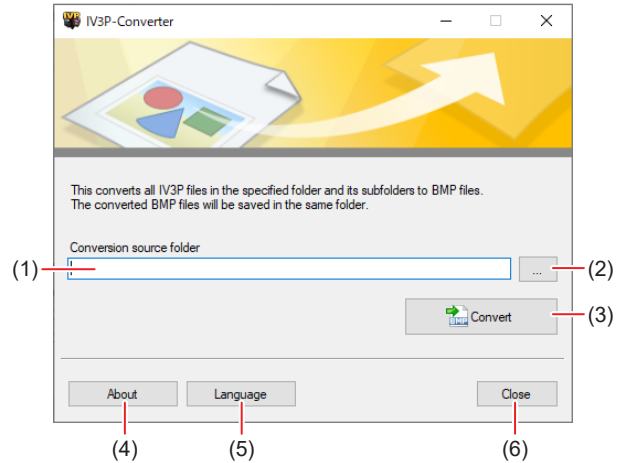 IV3P-Converter
This converts all IV3P files in the specified folder and its subfolders to BMP files.
The converted BMP files will be saved in the same folder.
Conversion source folder
(1)
...
(2)
BMP
Convert
(3)
About
Language
Close
(4)
(5)
(6)